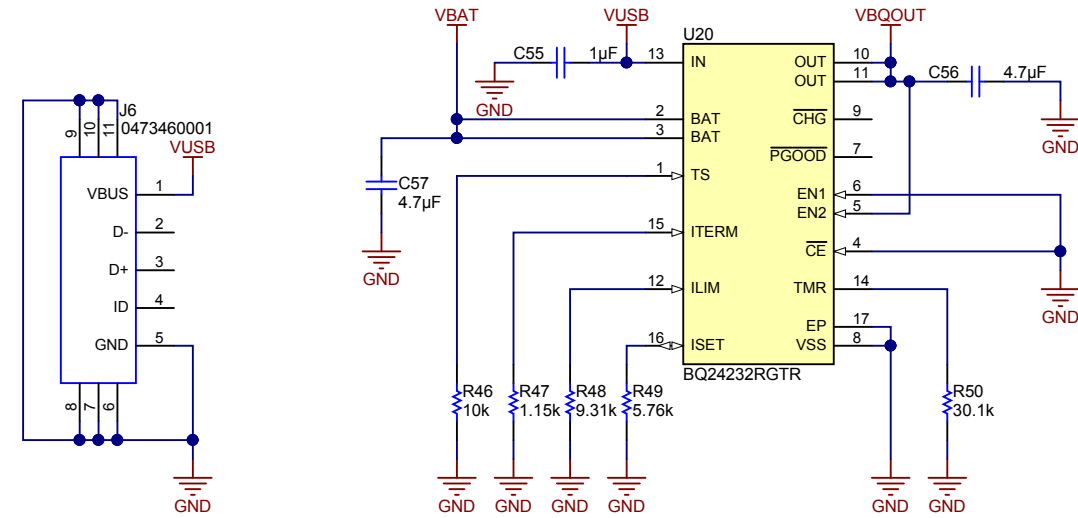 J6
0473460001
VUSB
9
10
11
VBUS
1
D-
2
D+
3
ID
4
GND
5
8
7
6
GND
VBAT
VUSB
VBQOUT
C55
1µF
GND
U20
13
IN
OUT
10
OUT
11
C56
4.7µF
GND
2
BAT
3
BAT
CHG
9
PGOOD
7
C57
4.7µF
GND
1
TS
EN1
6
EN2
5
15
ITERM
CE
4
GND
12
ILIM
TMR
14
16
ISET
EP
17
VSS
8
BQ24232RGTR
R46
10k
R47
1.15k
R48
9.31k
R49
5.76k
R50
30.1k
GND
GND
GND
GND
GND
GND